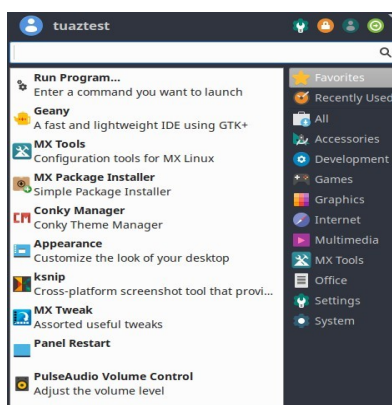 tuaztest
Run Program...
Enter a command you want to launch
Geany
A fast and lightweight IDE using GTK+
MX Tools
Configuration tools for MX Linux
MX Package Installer
Simple Package Installer
Conky Manager
Conky Theme Manager
Appearance
Customize the look of your desktop
ksnip
Cross-platform screenshot tool that provi...
MX Tweak
Assorted useful tweaks
Panel Restart
PulseAudio Volume Control
Adjust the volume level
Favorites
Recently Used
All
Accessories
Development
Games
Graphics
Internet
Multimedia
MX Tools
Office
Settings
System